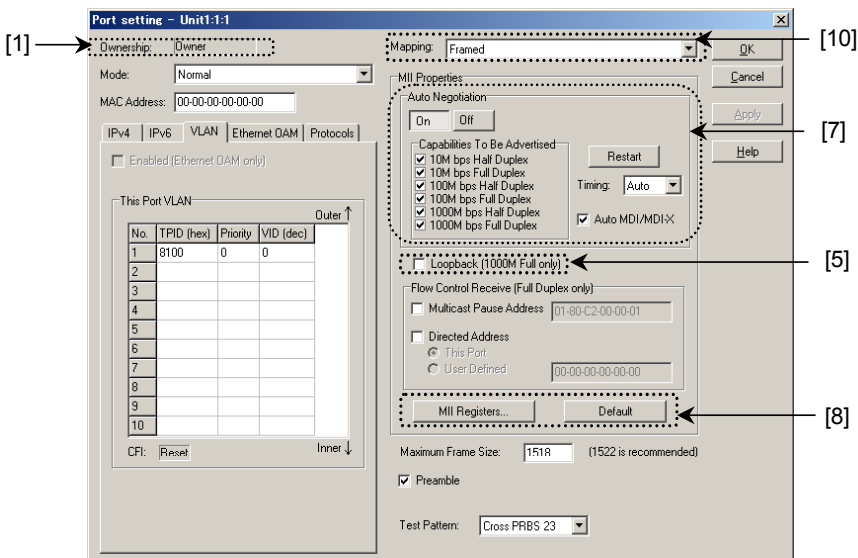 Port setting - Unit1:1:1
[1]
Ownership: Owner
Mode: Normal
MAC Address: 00-00-00-00-00-00
IPv4 IPv6 VLAN Ethernet OAM Protocols
Enabled (Ethernet OAM only)
This Port VLAN
Outer ↑
No. TPID (hex) Priority VID (dec)
1 8100 0 0
2
3
4
5
6
7
8
9
10
CFI: Reset
Inner ↓
Mapping: Framed
[10]
MII Properties
Auto Negotiation
On Off
[7]
Capabilities To Be Advertised
10M bps Half Duplex
10M bps Full Duplex
100M bps Half Duplex
100M bps Full Duplex
1000M bps Half Duplex
1000M bps Full Duplex
Restart
Timing: Auto
Auto MDI/MDI-X
Loopback (1000M Full only)
[5]
Flow Control Receive (Full Duplex only)
Multicast Pause Address 01-80-C2-00-00-01
Directed Address
This Port
User Defined 00-00-00-00-00-00
MII Registers... Default
[8]
Maximum Frame Size: 1518 (1522 is recommended)
Preamble
Test Pattern: Cross PRBS 23
OK
Cancel
Apply
Help